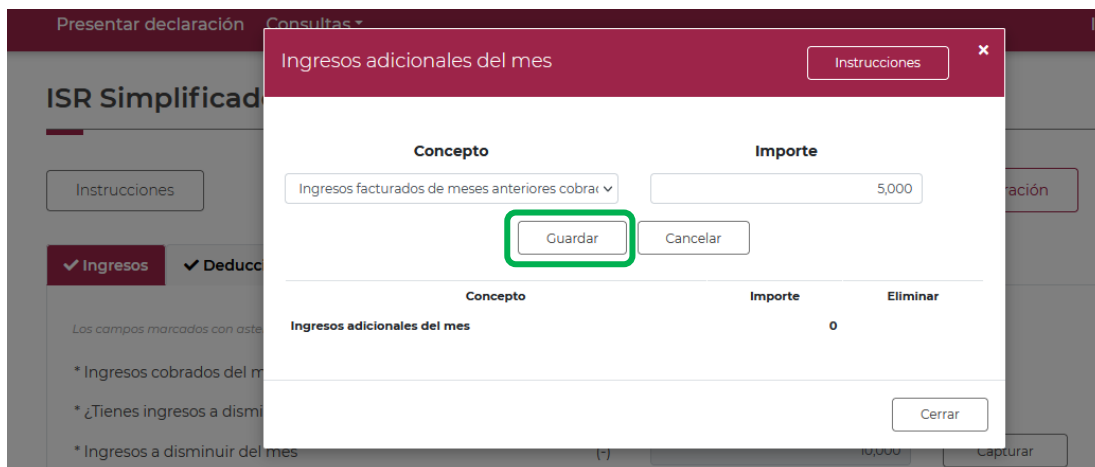 Presentar declaración Consultas
Ingresos adicionales del mes Instrucciones
ISR Simplificad
Concepto Importe
Instrucciones Ingresos facturados de meses anteriores cobra 5,000 ración
Guardar Cancelar
Ingresos Deducc
Concepto Importe Eliminar
Los campos marcados con aste Ingresos adicionales del mes 0
* Ingresos cobrados del m
* ¿Tienes ingresos a dismi Cerrar
* Ingresos a disminuir del mes (-) 10,000 Capturar